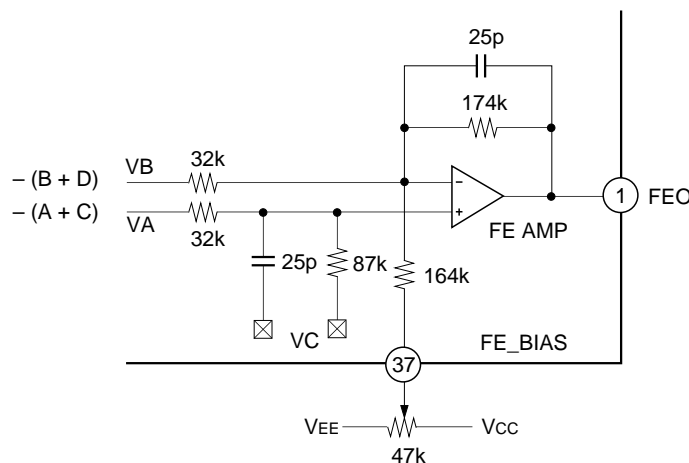 25p
174k
– (B + D) VB 32k
– (A + C) VA 32k
–
+
FE AMP
1 FEO
25p 87k 164k
VC
FE_BIAS
37
VEE VCC
47k